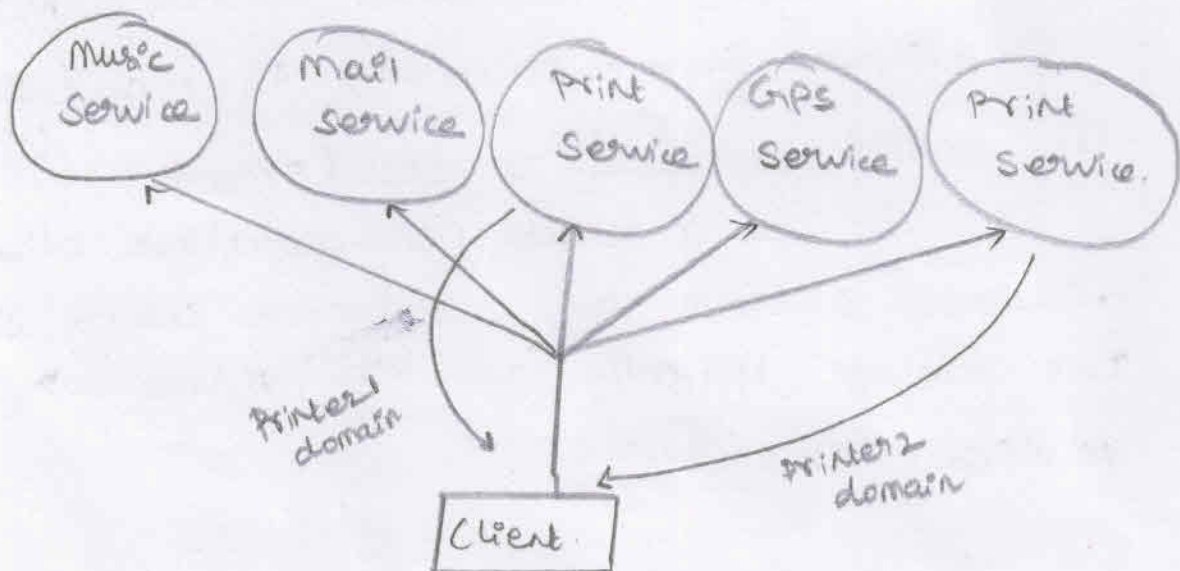 Music
Service
Mail
Service
Print
Service
GPS
Service
Print
Service.
Printer1
domain
Printer2
domain
Client.